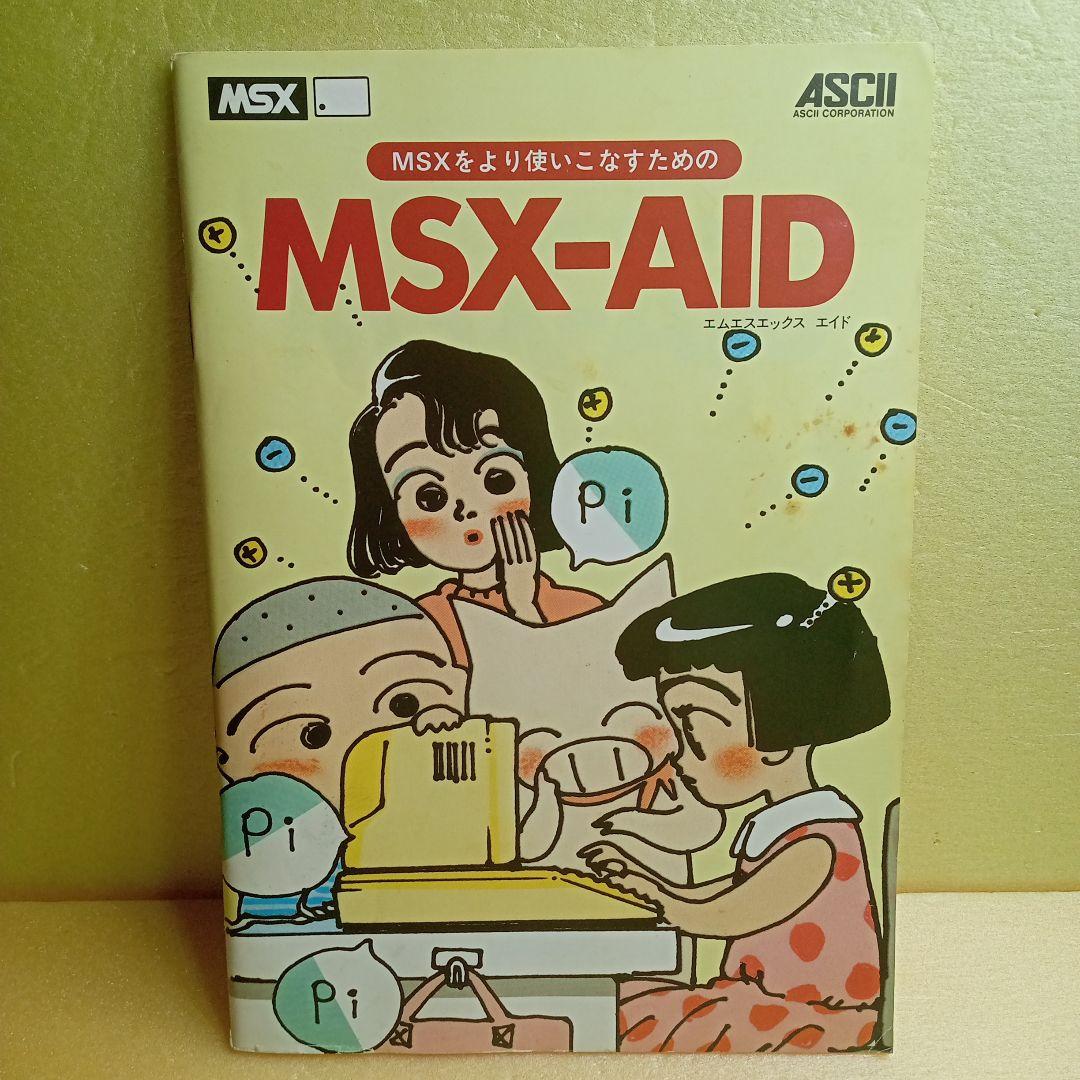 MSX
ASCII
ASCII CORPORATION
MSXをより使いこなすための
MSX-AID
エムエスエックス エイド
Pi
Pi
Pi